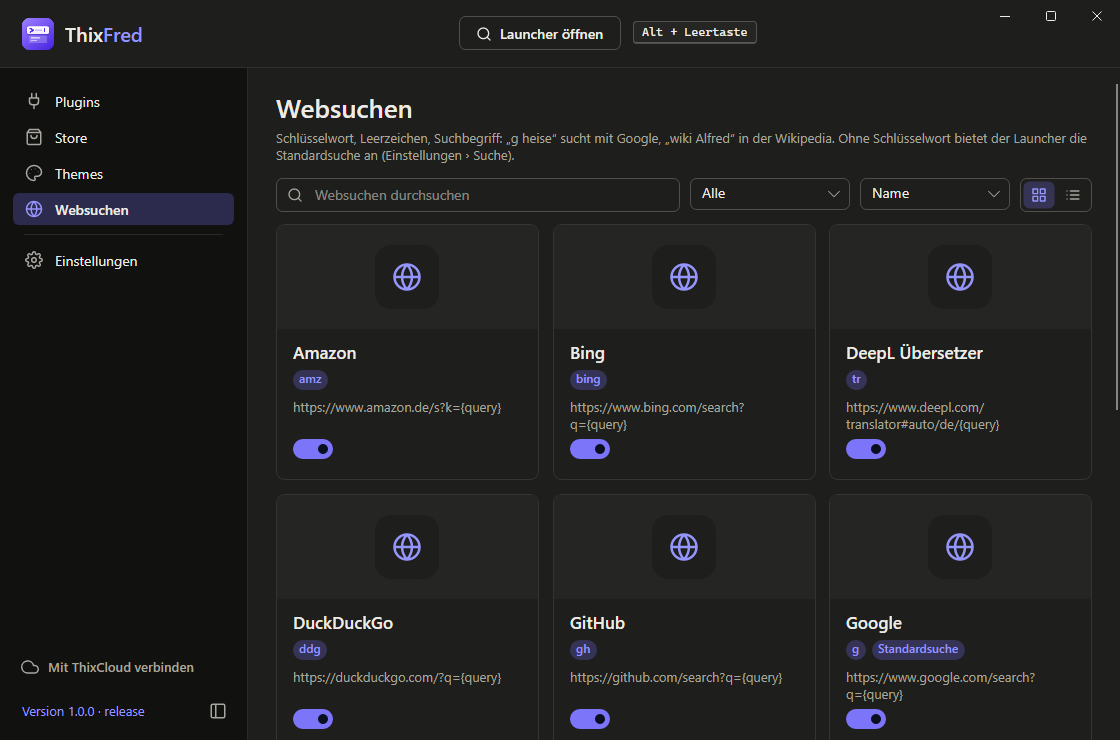 ThixFred
Launcher öffnen
Alt + Leertaste
Plugins
Store
Themes
Websuchen
Einstellungen
Mit ThixCloud verbinden
Version 1.0.0 · release
Websuchen
Schlüsselwort, Leerzeichen, Suchbegriff: „g heise“ sucht mit Google, „wiki Alfred“ in der Wikipedia. Ohne Schlüsselwort bietet der Launcher die
Standardsuche an (Einstellungen › Suche).
Websuchen durchsuchen
Alle
Name
Amazon
amz
https://www.amazon.de/s?k={query}
Bing
bing
https://www.bing.com/search?
q={query}
DeepL Übersetzer
tr
https://www.deepl.com/
translator#auto/de/{query}
DuckDuckGo
ddg
https://duckduckgo.com/?q={query}
GitHub
gh
https://github.com/search?q={query}
Google
g Standardsuche
https://www.google.com/search?
q={query}